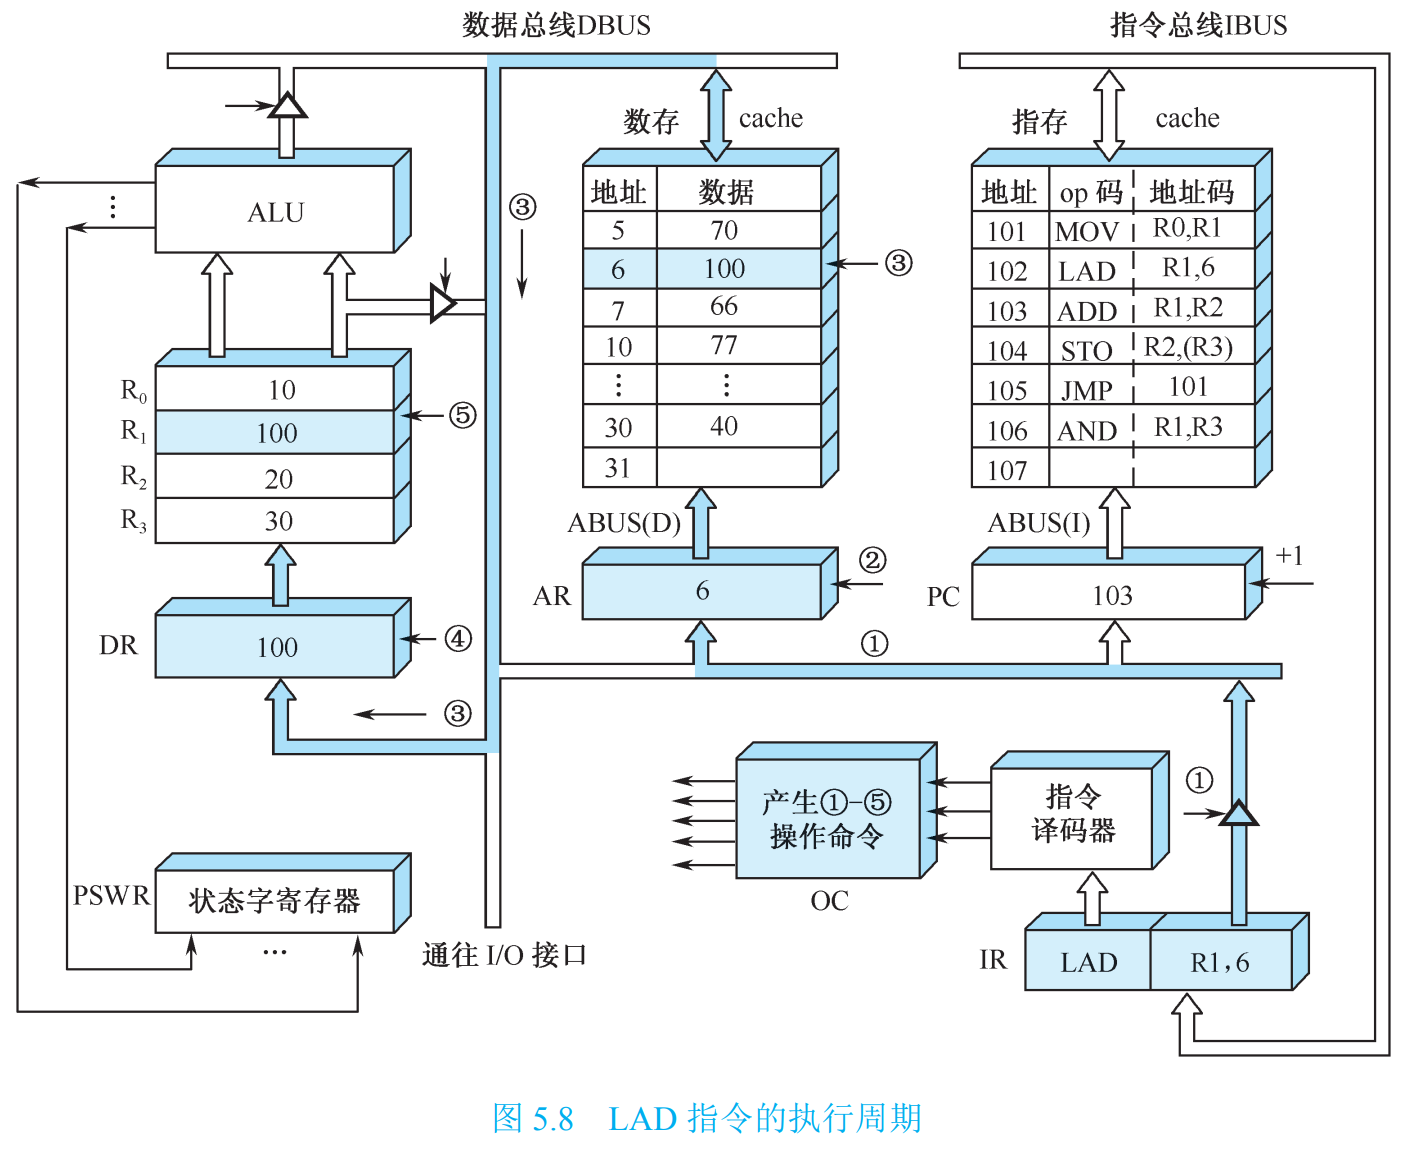 数据总线DBUS
指令总线IBUS
数存 cache
指存 cache
ALU
⋮
③
地址 数据
5 70
6 100
7 66
10 77
⋮ ⋮
30 40
31
③
地址 op 码 地址码
101 MOV R0,R1
102 LAD R1,6
103 ADD R1,R2
104 STO R2,(R3)
105 JMP 101
106 AND R1,R3
107
R0 10
R1 100
R2 20
R3 30
⑤
ABUS(D)
ABUS(I)
AR 6
②
PC 103
+1
DR 100
④
①
③
产生①-⑤
操作命令
OC
指令
译码器
①
PSWR 状态字寄存器
…
通往 I/O 接口
IR LAD R1,6
图 5.8 LAD 指令的执行周期